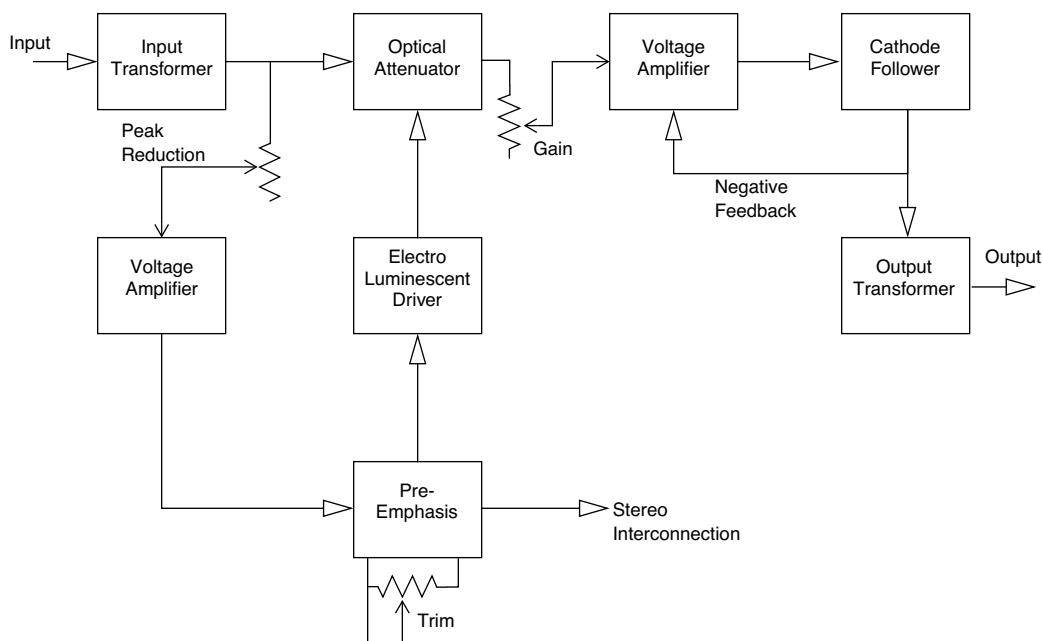 Input
Input
Transformer
Optical
Attenuator
Voltage
Amplifier
Cathode
Follower
Peak
Reduction
Gain
Negative
Feedback
Voltage
Amplifier
Electro
Luminescent
Driver
Output
Transformer
Output
Pre-
Emphasis
Stereo
Interconnection
Trim